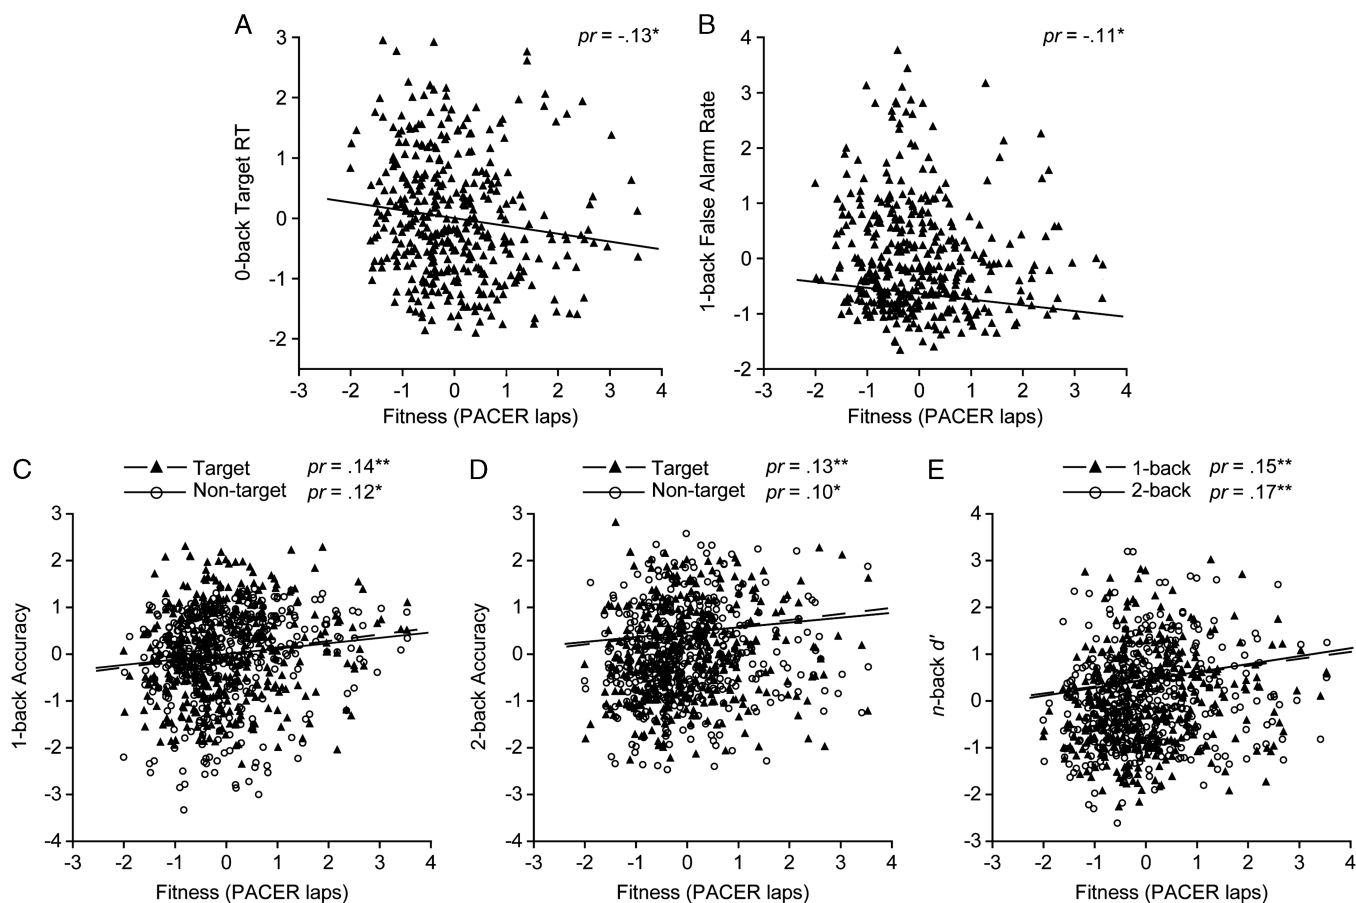 A
pr = -.13*
3
2
1
0
-1
-2
0-back Target RT
-3 -2 -1 0 1 2 3 4
Fitness (PACER laps)
B
pr = -.11*
4
3
2
1
0
-1
-2
1-back False Alarm Rate
-3 -2 -1 0 1 2 3 4
Fitness (PACER laps)
C
Target pr = .14**
Non-target pr = .12*
3
2
1
0
-1
-2
-3
-4
1-back Accuracy
-3 -2 -1 0 1 2 3 4
Fitness (PACER laps)
D
Target pr = .13**
Non-target pr = .10*
3
2
1
0
-1
-2
-3
-4
2-back Accuracy
-3 -2 -1 0 1 2 3 4
Fitness (PACER laps)
E
1-back pr = .15**
2-back pr = .17**
4
3
2
1
0
-1
-2
-3
n-back d'
-3 -2 -1 0 1 2 3 4
Fitness (PACER laps)